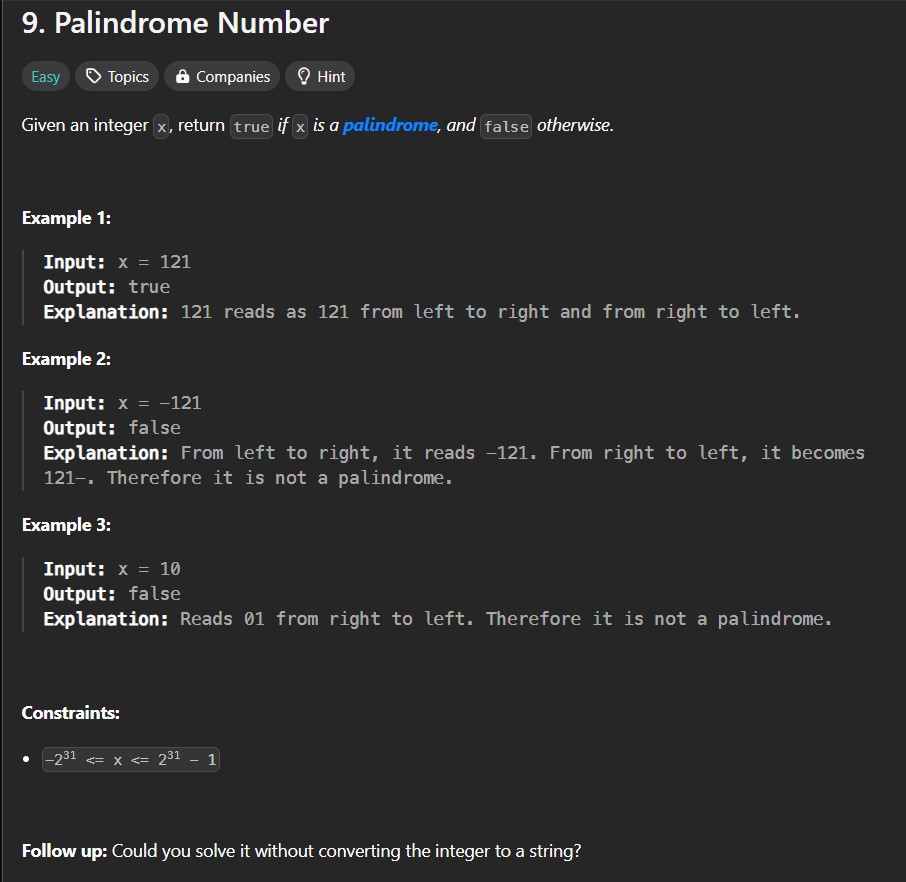 9. Palindrome Number
Easy Topics Companies Hint
Given an integer x, return true if x is a palindrome, and false otherwise.
Example 1:
Input: x = 121
Output: true
Explanation: 121 reads as 121 from left to right and from right to left.
Example 2:
Input: x = -121
Output: false
Explanation: From left to right, it reads -121. From right to left, it becomes
121-. Therefore it is not a palindrome.
Example 3:
Input: x = 10
Output: false
Explanation: Reads 01 from right to left. Therefore it is not a palindrome.
Constraints:
• -2³¹ <= x <= 2³¹ - 1
Follow up: Could you solve it without converting the integer to a string?